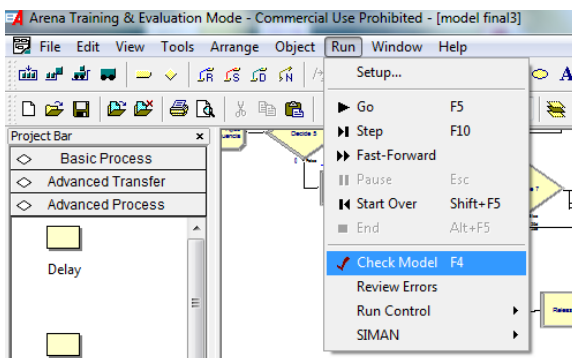 Arena Training & Evaluation Mode - Commercial Use Prohibited - [model final3]
File Edit View Tools Arrange Object Run Window Help
Setup...
Go F5
Step F10
Fast-Forward
Pause Esc
Start Over Shift+F5
End Alt+F5
Check Model F4
Review Errors
Run Control
SIMAN
Project Bar x
Basic Process
Advanced Transfer
Advanced Process
Delay
Decide 5